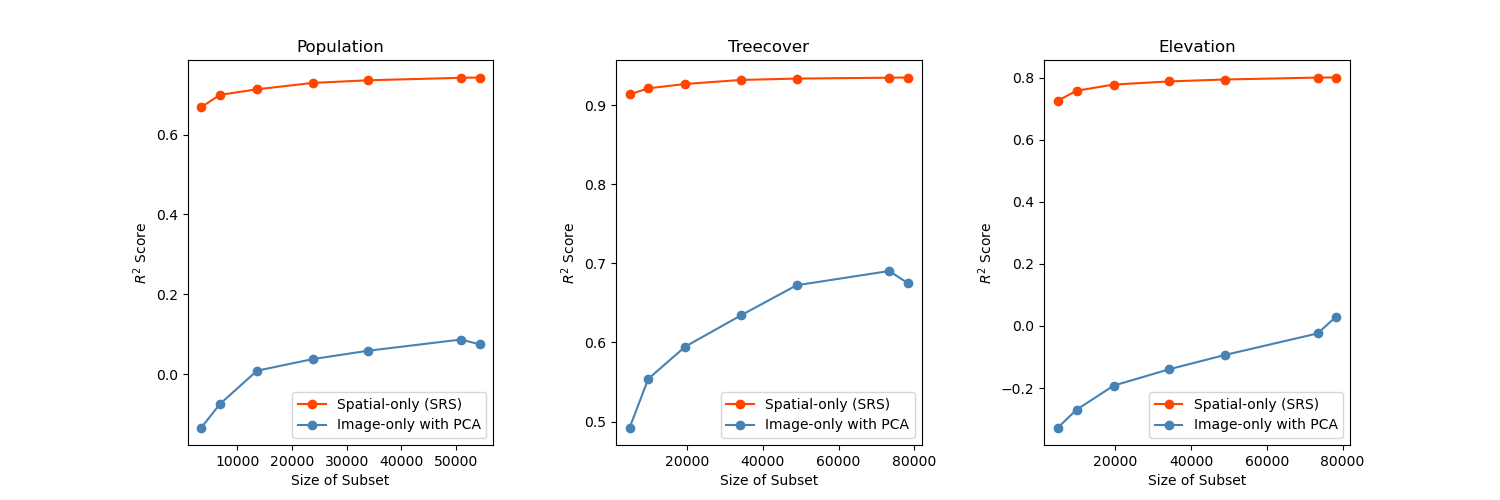 Population
0.6
0.4
0.2
0.0
R² Score
10000 20000 30000 40000 50000
Size of Subset
Spatial-only (SRS)
Image-only with PCA
Treecover
0.9
0.8
0.7
0.6
0.5
R² Score
20000 40000 60000 80000
Size of Subset
Spatial-only (SRS)
Image-only with PCA
Elevation
0.8
0.6
0.4
0.2
0.0
−0.2
R² Score
20000 40000 60000 80000
Size of Subset
Spatial-only (SRS)
Image-only with PCA